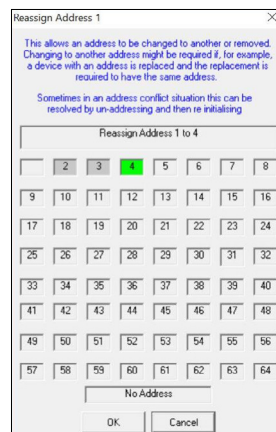 Reassign Address 1
This allows an address to be changed to another or removed.
Changing to another address might be required if, for example,
a device with an address is replaced and the replacement is
required to have the same address.
Sometimes in an address conflict situation this can be
resolved by un-addressing and then re initialising
Reassign Address 1 to 4
2 3 4 5 6 7 8
9 10 11 12 13 14 15 16
17 18 19 20 21 22 23 24
25 26 27 28 29 30 31 32
33 34 35 36 37 38 39 40
41 42 43 44 45 46 47 48
49 50 51 52 53 54 55 56
57 58 59 60 61 62 63 64
No Address
OK Cancel